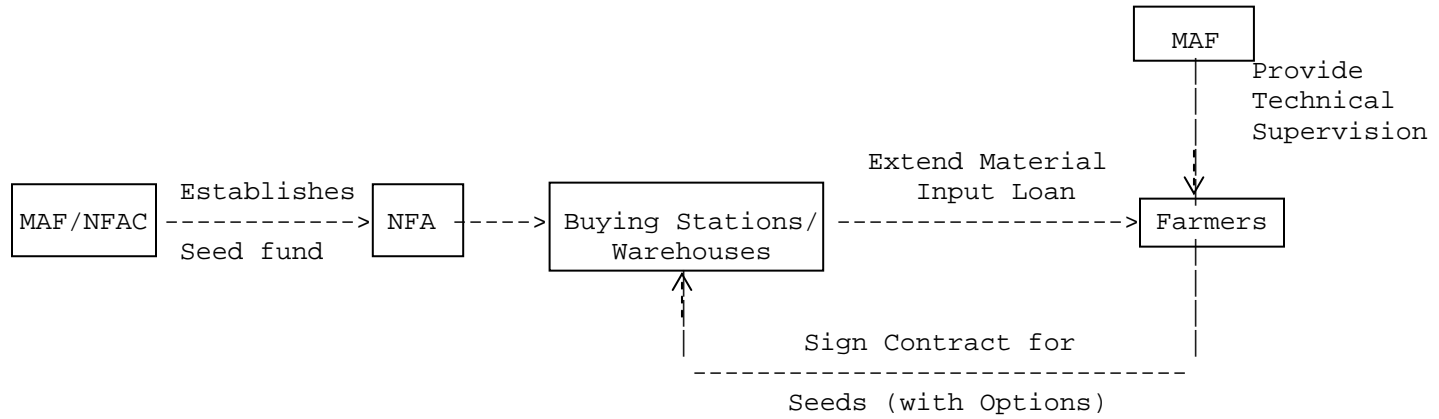 MAF
Provide
Technical
Supervision
Extend Material
Input Loan
Establishes
MAF/NFAC
NFA
Buying Stations/
Warehouses
Farmers
Seed fund
Sign Contract for
Seeds (with Options)